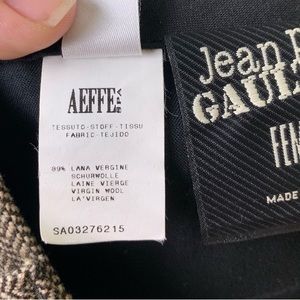 AEFFE SPA
TESSUTO-STOFF-TISSU
FABRIC-TEJIDO
89% LANA VERGINE
SCHURWOLLE
LAINE VIERGE
VIRGIN WOOL
LA'VIRGEN
SA03276215
Jean
GAUL
FEM
MADE